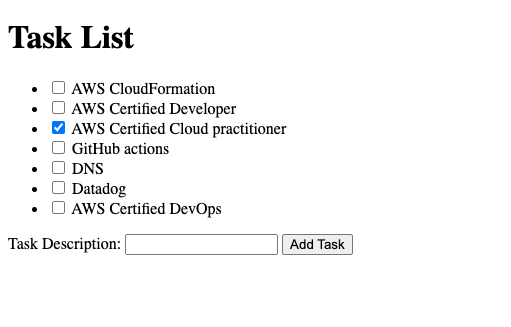 Task List
AWS CloudFormation
AWS Certified Developer
AWS Certified Cloud practitioner
GitHub actions
DNS
Datadog
AWS Certified DevOps
Task Description: Add Task